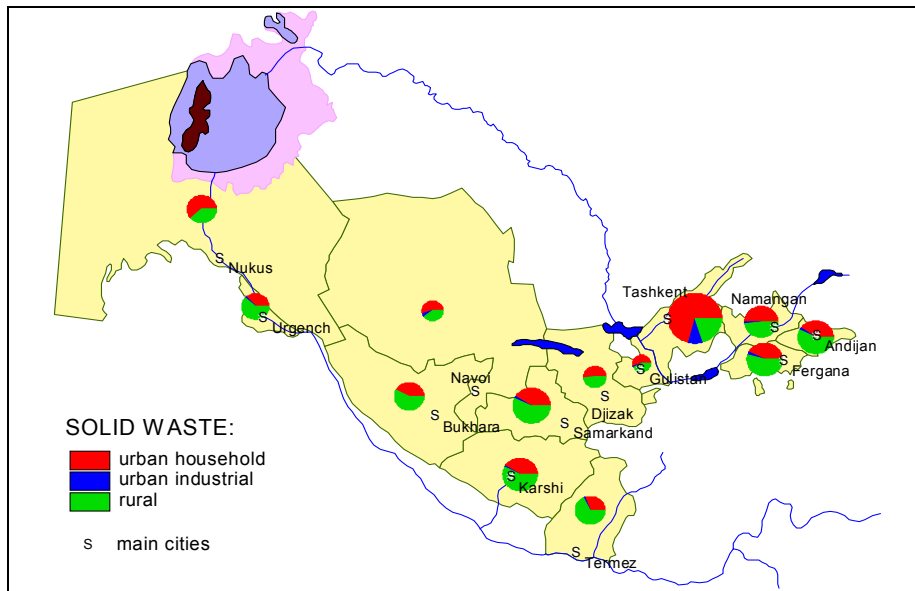 Tashkent
Namangan
Nukus
Urgench
Andijan
Fergana
Gulistan
Navoi
Djizak
Bukhara
Samarkand
SOLID WASTE:
urban household
urban industrial
rural
Karshi
S main cities
Termez
S
S
S
S
S
S
S
S
S
S
S
S
S